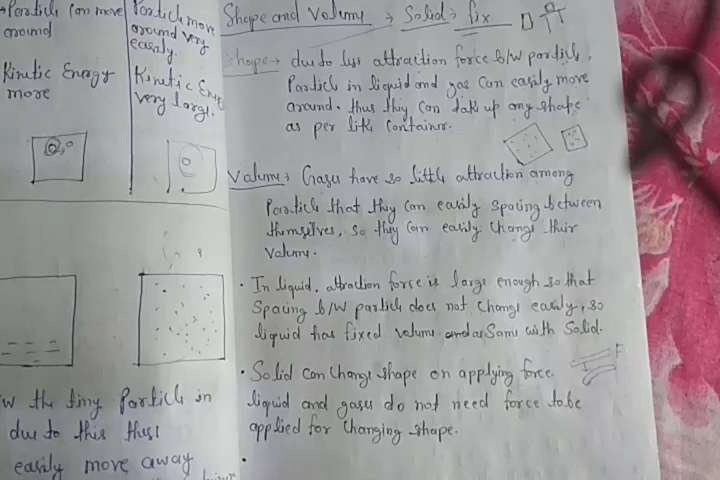 Particle can move
around
Kinetic Energy
more
Particle move
around very
easily.
Kinetic Ene
very large.
w the tiny Particle in
due to this these
easily move away
Shape and Volume → Solid → fix
Shape → due to less attraction force b/w particle,
Particle in liquid and gas can easily move
around. thus they can take up any shape
as per like container.
Volume → Gases have so little attraction among
Particle that they can easily spacing between
themselves, so they can easily change their
Volume.
• In liquid, attraction force is large enough so that
Spacing b/w particle does not change easily, so
liquid has fixed volume and as Same with Solid.
• Solid can change shape on applying force.
liquid and gases do not need force to be
applied for changing shape.